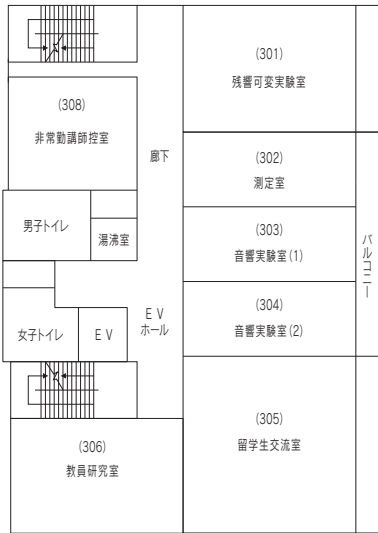 (301)
残響可変実験室
(308)
非常勤講師控室
廊下
(302)
測定室
男子トイレ
湯沸室
(303)
音響実験室(1)
バルコニー
(304)
音響実験室(2)
ＥＶ
ホール
女子トイレ
ＥＶ
(305)
留学生交流室
(306)
教員研究室